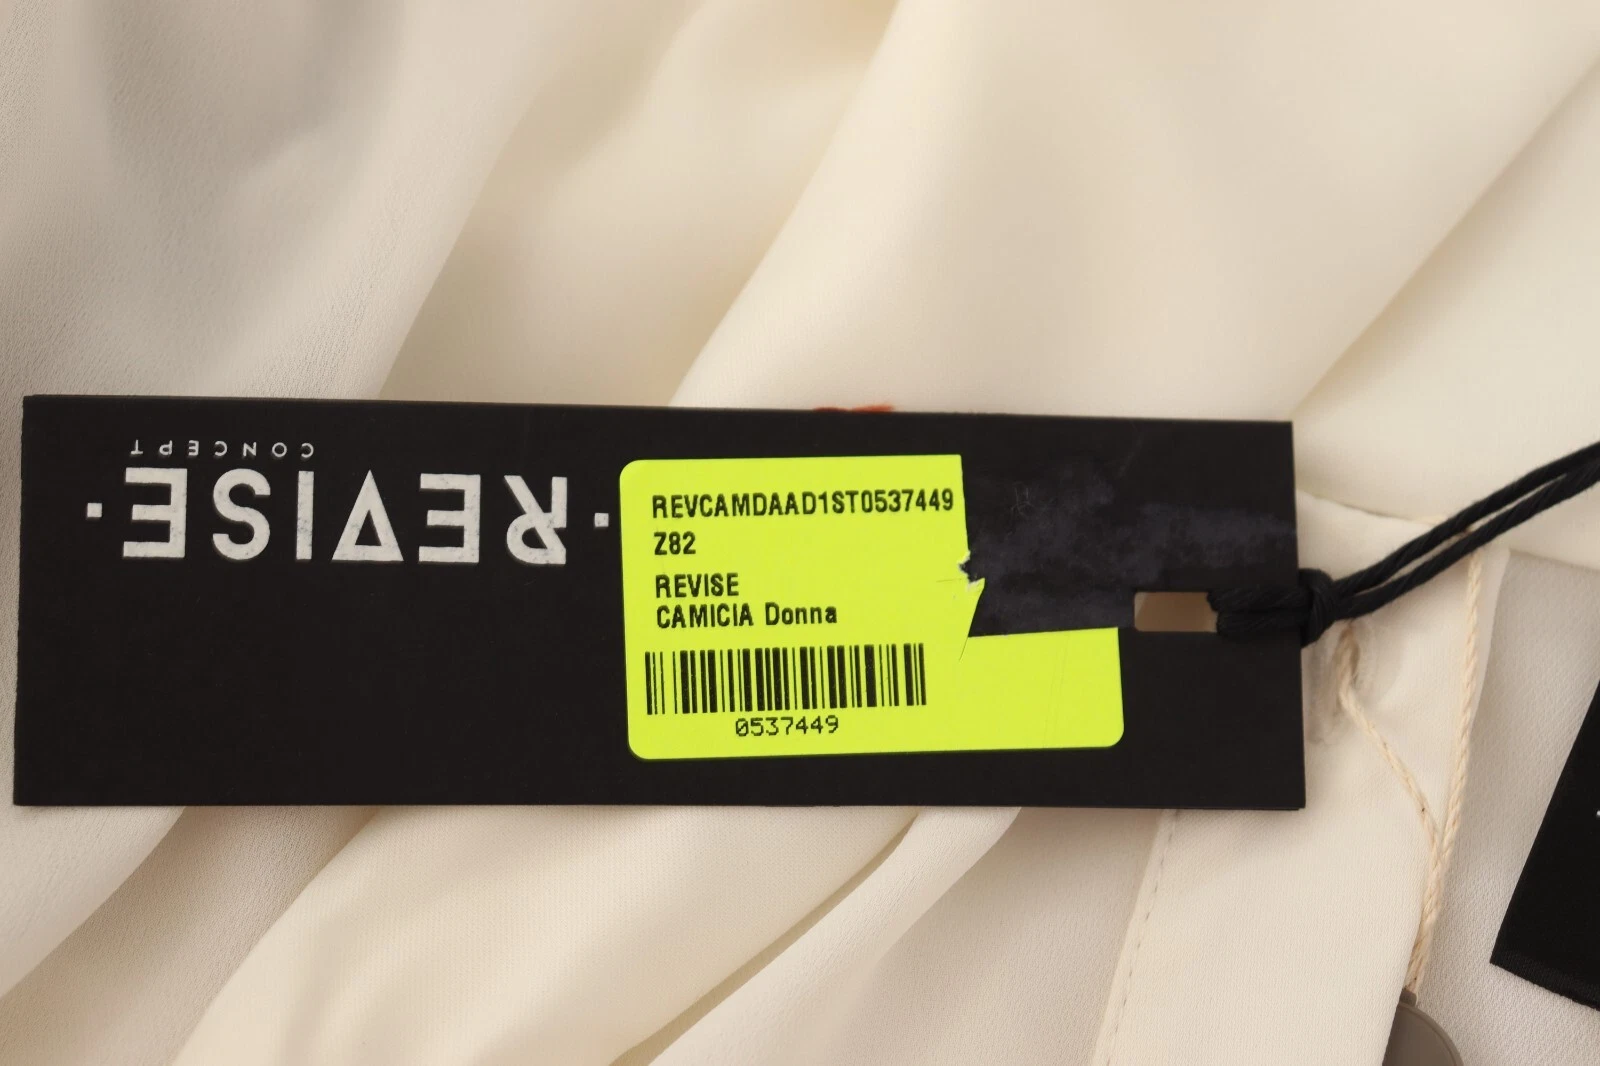 ·REVISE·
CONCEPT
REVCAMDAAD1ST0537449
Z82
REVISE
CAMICIA Donna
0537449